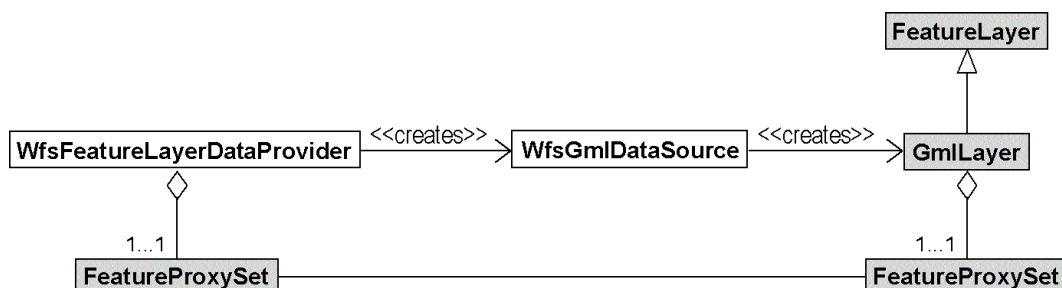 FeatureLayer
<<creates>>
<<creates>>
WfsFeatureLayerDataProvider
WfsGmlDataSource
GmlLayer
1...1
1...1
FeatureProxySet
FeatureProxySet